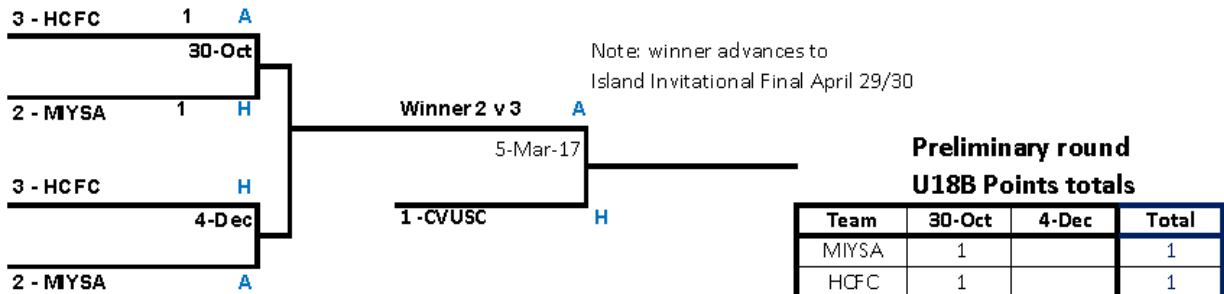 3 - HCFC 1 A
30-Oct
2 - MIYSA 1 H
Note: winner advances to
Island Invitational Final April 29/30
Winner 2 v 3 A
5-Mar-17
1 -CVUSC H
3 - HCFC H
4-Dec
2 - MIYSA A
Preliminary round
U18B Points totals
Team 30-Oct 4-Dec Total
MIYSA 1 1
HCFC 1 1